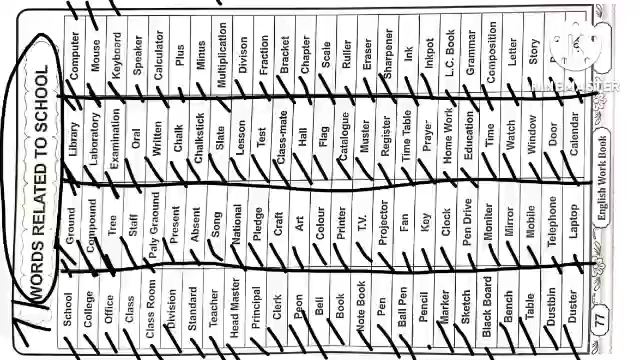 WORDS RELATED TO SCHOOL
School Ground Library Computer
College Compound Laboratory Mouse
Office Tree Examination Keyboard
Class Staff Oral Speaker
Class Room Paly Graound Written Calculator
Division Present Chalk Plus
Standard Absent Chalkstick Minus
Teacher Song Slate Multiplication
Head Master National Lesson Divison
Principal Pledge Test Fraction
Clerk Craft Class-mate Bracket
Peon Art Hall Chapter
Bell Colour Flag Scale
Book Printer Catalogue Ruller
Note Book T.V. Muster Eraser
Pen Projector Register Sharpener
Ball Pen Fan Time Table Ink
Pencil Key Prayer Inkpot
Marker Clock Home Work L.C. Book
Sketch Pen Drive Education Grammar
Black Board Moniter Time Composition
Bench Mirror Watch Letter
Table Mobile Window Story
Dustbin Telephone Door
Duster Laptop Calendar
77 English Work Book